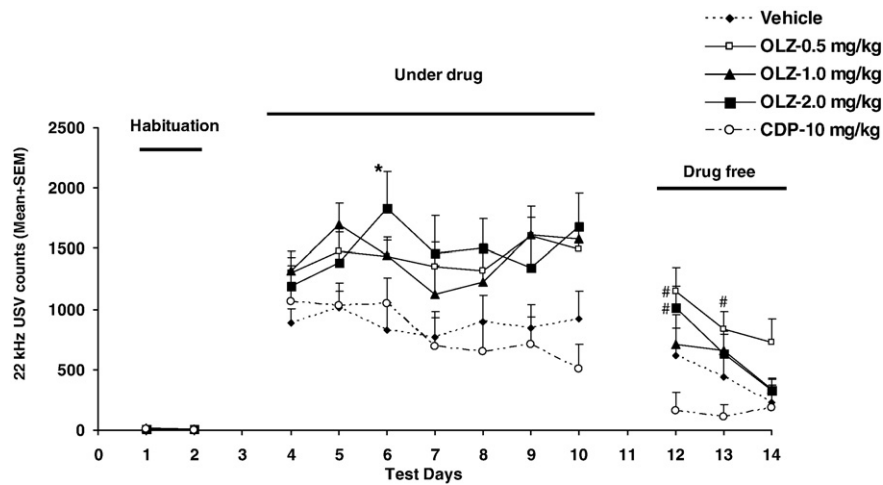 Vehicle
OLZ-0.5 mg/kg
OLZ-1.0 mg/kg
OLZ-2.0 mg/kg
CDP-10 mg/kg
Under drug
Habituation
Drug free
22 kHz USV counts (Mean+SEM)
2500
2000
1500
1000
500
0
*
#
#
#
0 1 2 3 4 5 6 7 8 9 10 11 12 13 14
Test Days